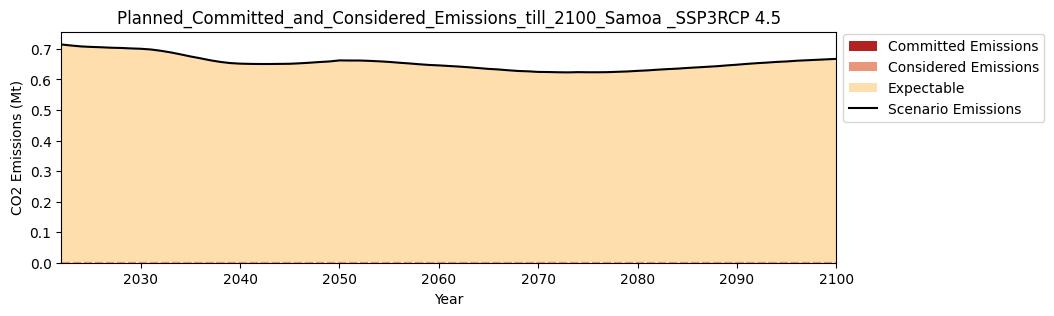 Planned_Committed_and_Considered_Emissions_till_2100_Samoa _SSP3RCP 4.5
CO2 Emissions (Mt)
0.7
0.6
0.5
0.4
0.3
0.2
0.1
0.0
2030 2040 2050 2060 2070 2080 2090 2100
Year
Committed Emissions
Considered Emissions
Expectable
Scenario Emissions